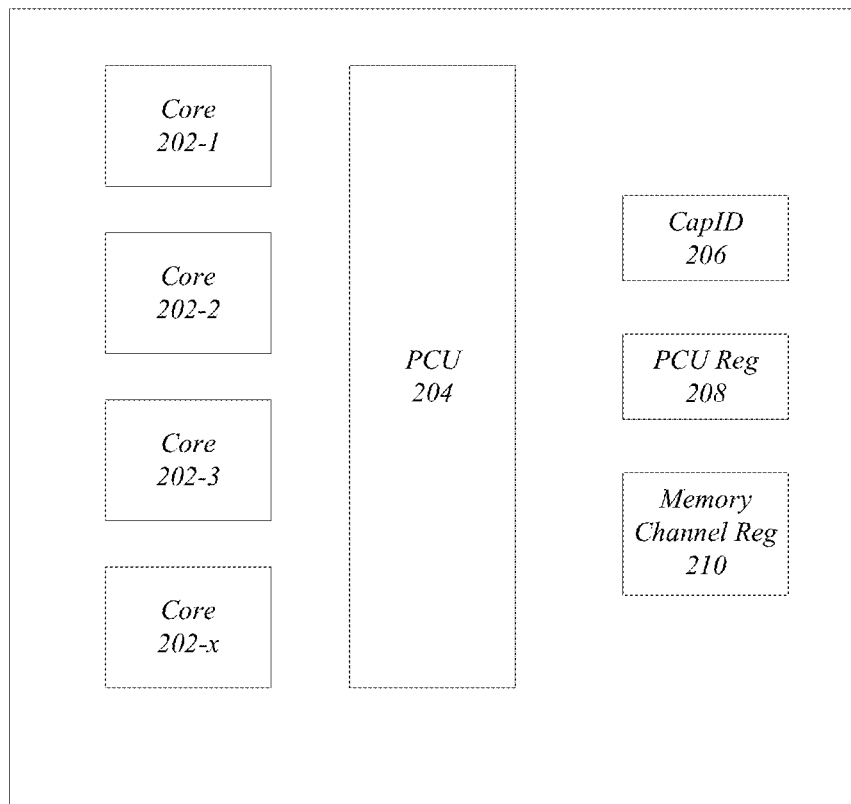 Core
202-1
Core
202-2
Core
202-3
Core
202-x
PCU
204
CapID
206
PCU Reg
208
Memory
Channel Reg
210